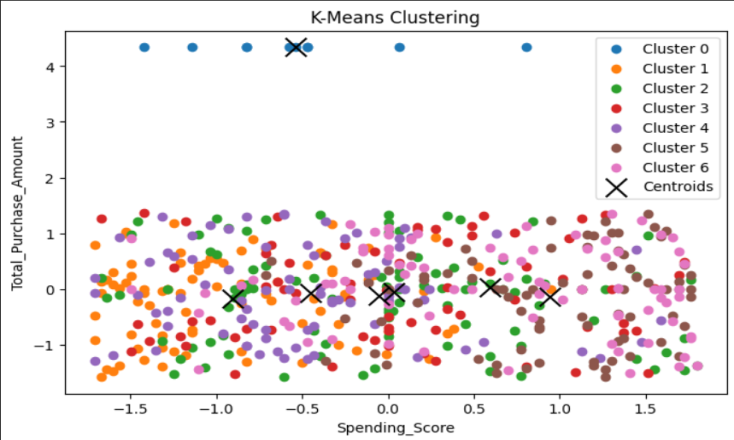 K-Means Clustering
Total_Purchase_Amount
4
3
2
1
0
−1
Cluster 0
Cluster 1
Cluster 2
Cluster 3
Cluster 4
Cluster 5
Cluster 6
Centroids
−1.5 −1.0 −0.5 0.0 0.5 1.0 1.5
Spending_Score